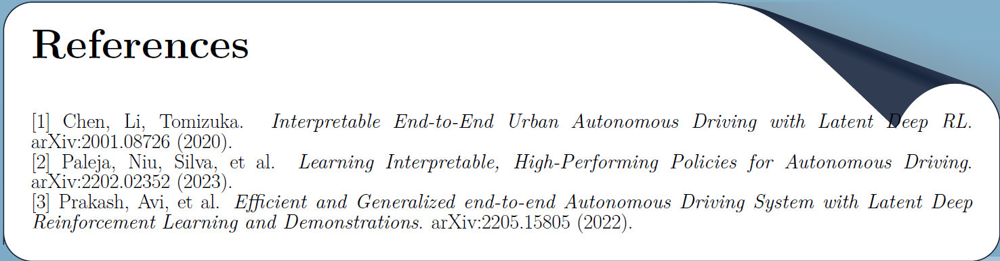 References
[1] Chen, Li, Tomizuka. Interpretable End-to-End Urban Autonomous Driving with Latent Deep RL.
arXiv:2001.08726 (2020).
[2] Paleja, Niu, Silva, et al. Learning Interpretable, High-Performing Policies for Autonomous Driving.
arXiv:2202.02352 (2023).
[3] Prakash, Avi, et al. Efficient and Generalized end-to-end Autonomous Driving System with Latent Deep
Reinforcement Learning and Demonstrations. arXiv:2205.15805 (2022).